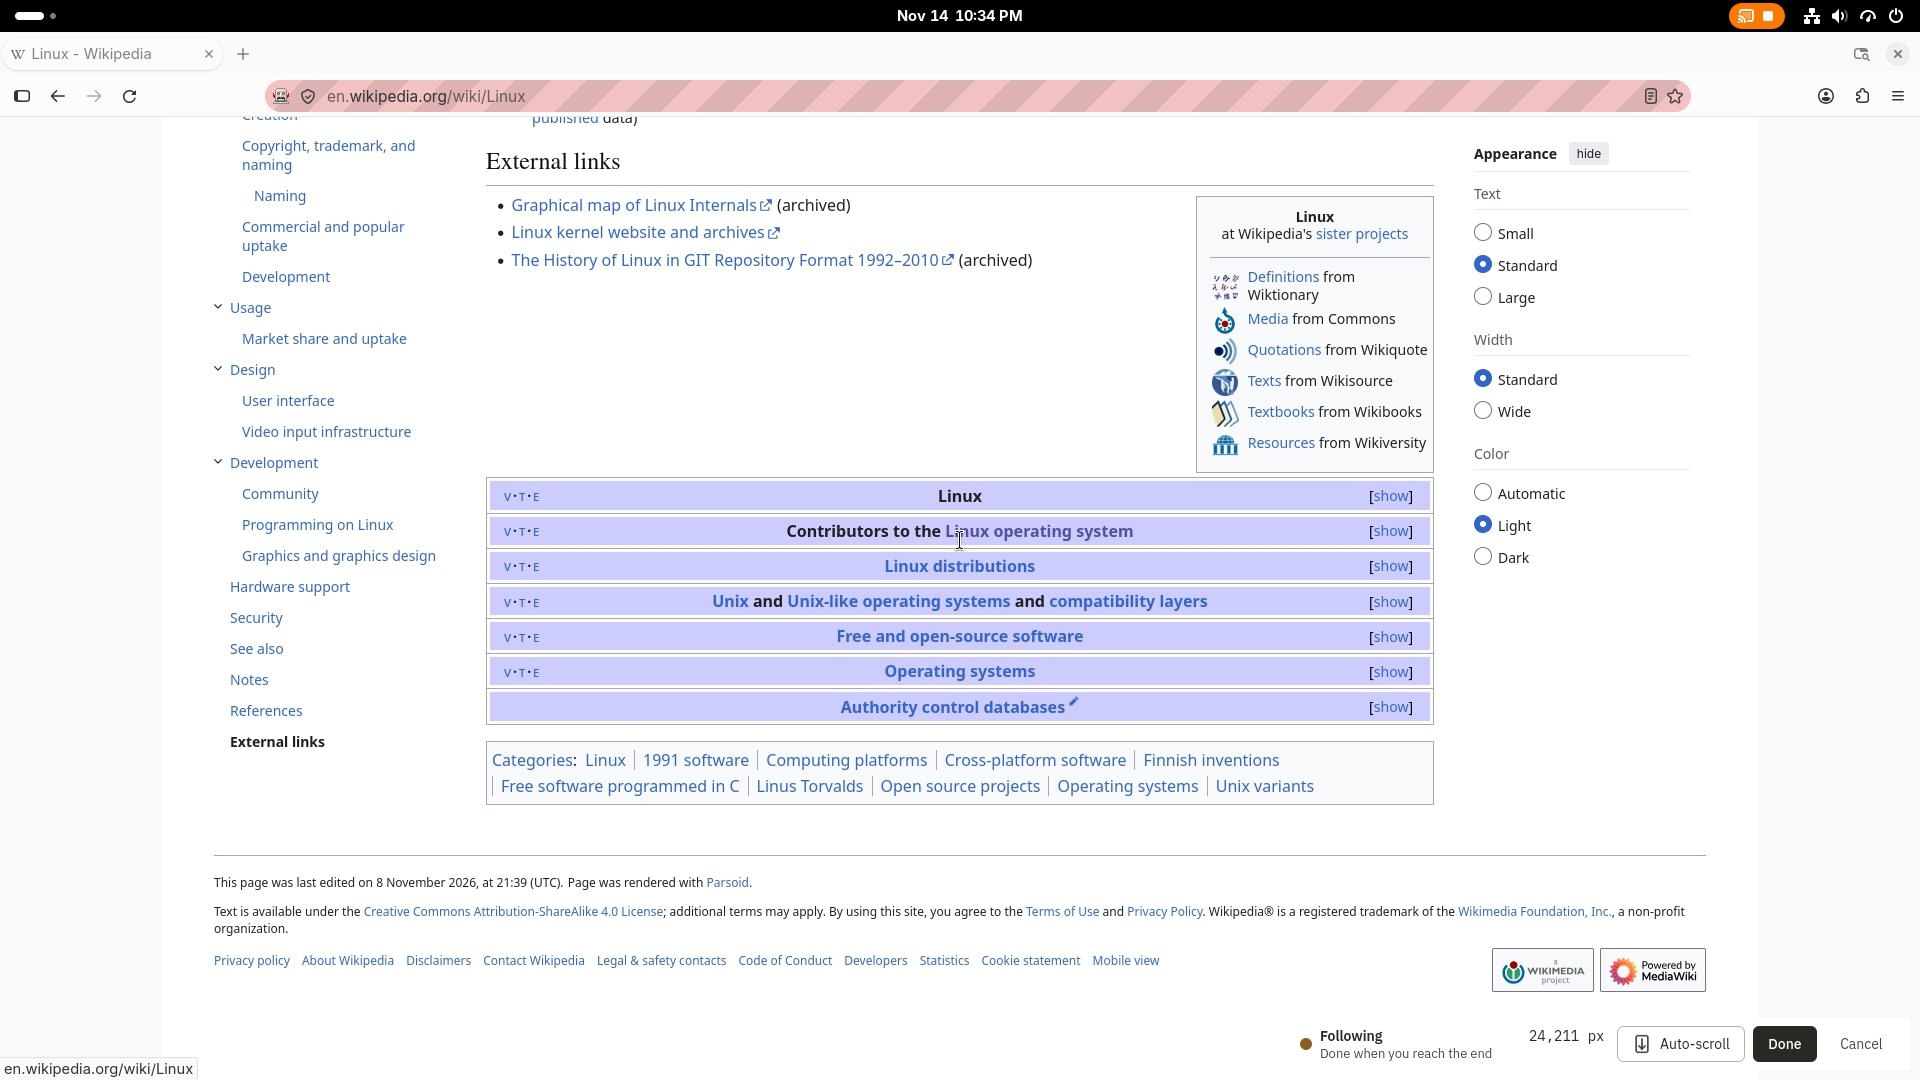 Nov 14 10:34 PM
Linux - Wikipedia
en.wikipedia.org/wiki/Linux
Creation
Copyright, trademark, and
naming
Naming
Commercial and popular
uptake
Development
Usage
Market share and uptake
Design
User interface
Video input infrastructure
Development
Community
Programming on Linux
Graphics and graphics design
Hardware support
Security
See also
Notes
References
External links
published data)
External links
• Graphical map of Linux Internals (archived)
• Linux kernel website and archives
• The History of Linux in GIT Repository Format 1992–2010 (archived)
Linux
at Wikipedia's sister projects
Definitions from
Wiktionary
Media from Commons
Quotations from Wikiquote
Texts from Wikisource
Textbooks from Wikibooks
Resources from Wikiversity
V·T·E Linux [show]
V·T·E Contributors to the Linux operating system [show]
V·T·E Linux distributions [show]
V·T·E Unix and Unix-like operating systems and compatibility layers [show]
V·T·E Free and open-source software [show]
V·T·E Operating systems [show]
Authority control databases [show]
Categories: Linux | 1991 software | Computing platforms | Cross-platform software | Finnish inventions
| Free software programmed in C | Linus Torvalds | Open source projects | Operating systems | Unix variants
Appearance hide
Text
Small
Standard
Large
Width
Standard
Wide
Color
Automatic
Light
Dark
This page was last edited on 8 November 2026, at 21:39 (UTC). Page was rendered with Parsoid.
Text is available under the Creative Commons Attribution-ShareAlike 4.0 License; additional terms may apply. By using this site, you agree to the Terms of Use and Privacy Policy. Wikipedia® is a registered trademark of the Wikimedia Foundation, Inc., a non-profit
organization.
Privacy policy About Wikipedia Disclaimers Contact Wikipedia Legal & safety contacts Code of Conduct Developers Statistics Cookie statement Mobile view
a
WIKIMEDIA
project
Powered by
MediaWiki
Following
Done when you reach the end
24,211 px
Auto-scroll
Done
Cancel
en.wikipedia.org/wiki/Linux